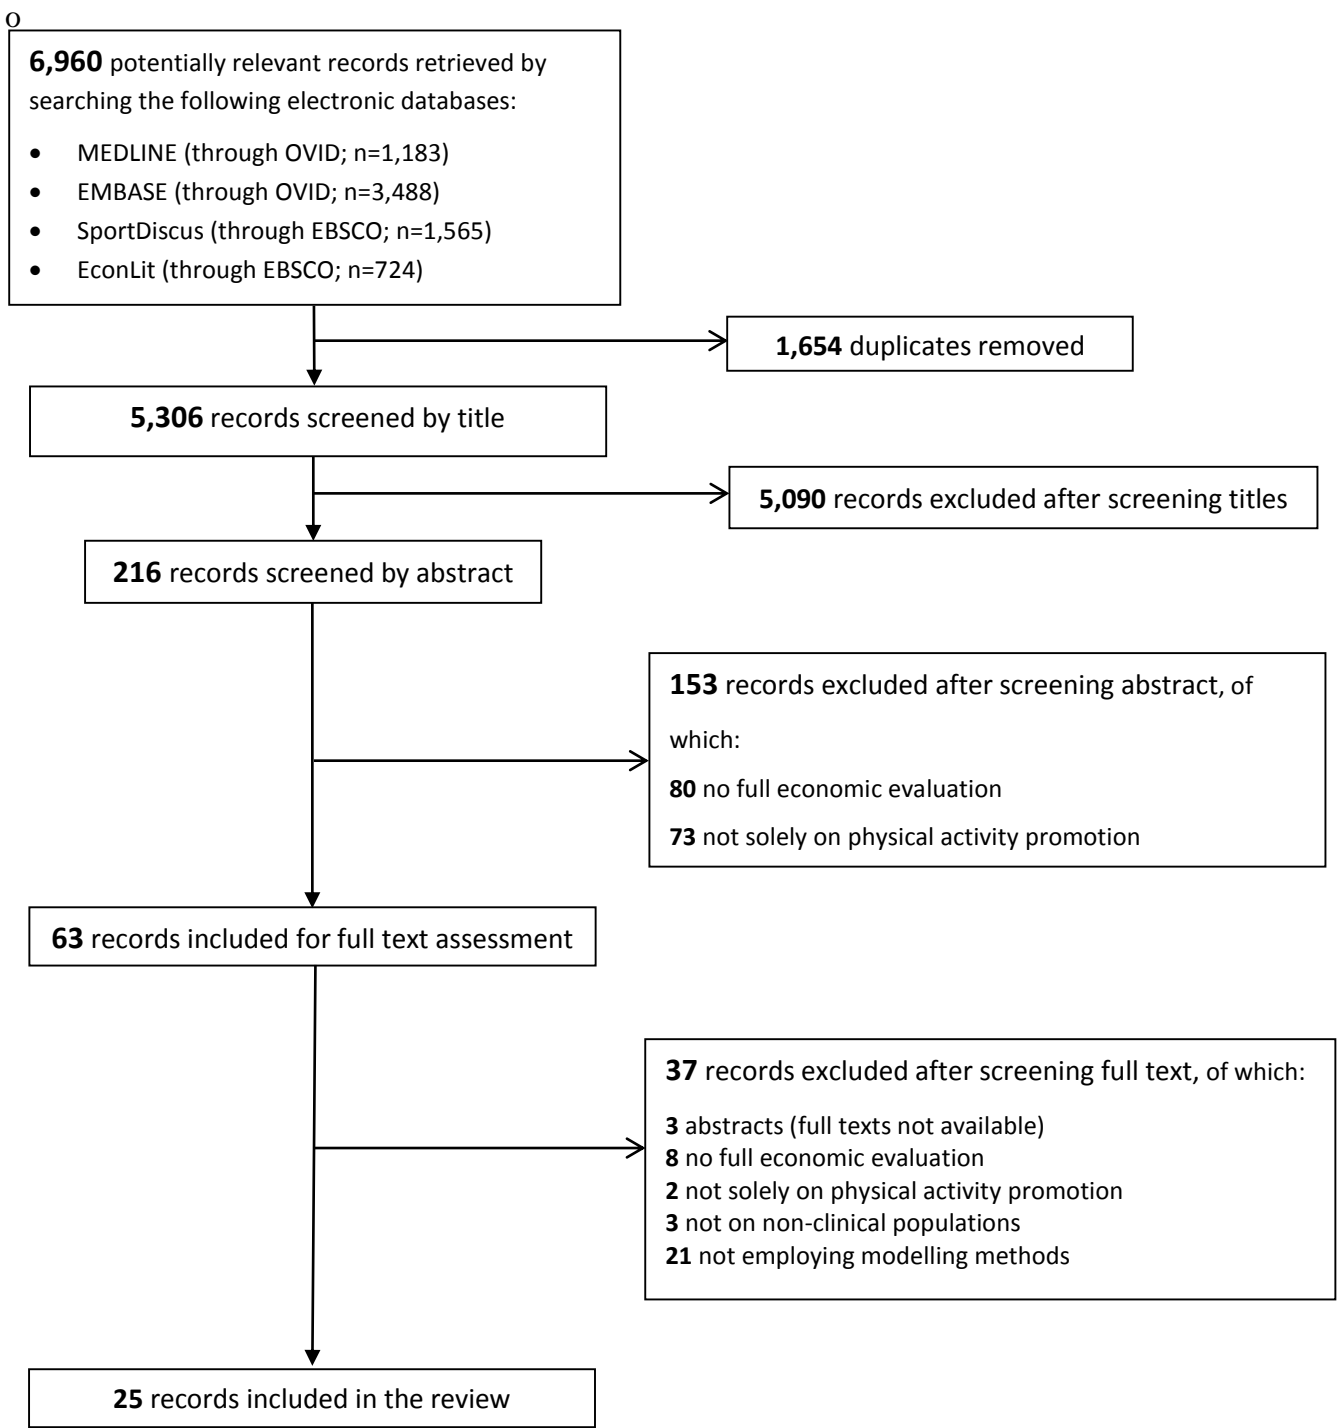 o
6,960 potentially relevant records retrieved by
searching the following electronic databases:
• MEDLINE (through OVID; n=1,183)
• EMBASE (through OVID; n=3,488)
• SportDiscus (through EBSCO; n=1,565)
• EconLit (through EBSCO; n=724)
1,654 duplicates removed
5,306 records screened by title
5,090 records excluded after screening titles
216 records screened by abstract
153 records excluded after screening abstract, of
which:
80 no full economic evaluation
73 not solely on physical activity promotion
63 records included for full text assessment
37 records excluded after screening full text, of which:
3 abstracts (full texts not available)
8 no full economic evaluation
2 not solely on physical activity promotion
3 not on non-clinical populations
21 not employing modelling methods
25 records included in the review